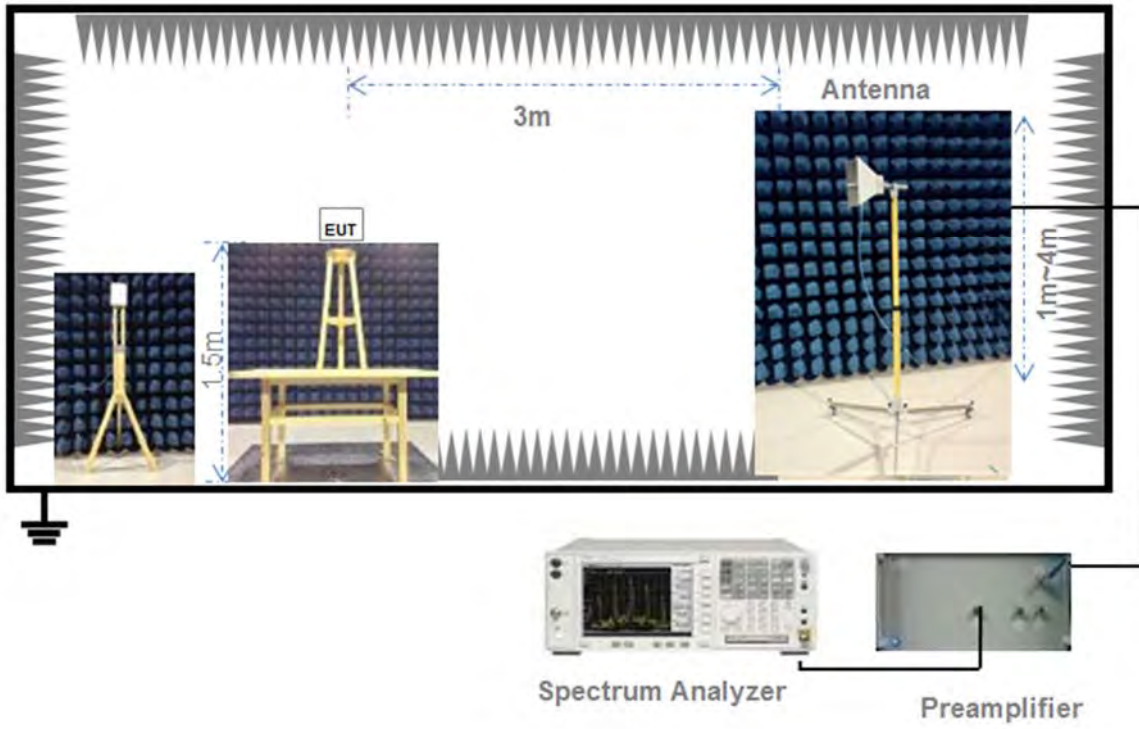 Antenna
3m
EUT
1.5m
1m~4m
Spectrum Analyzer
Preamplifier